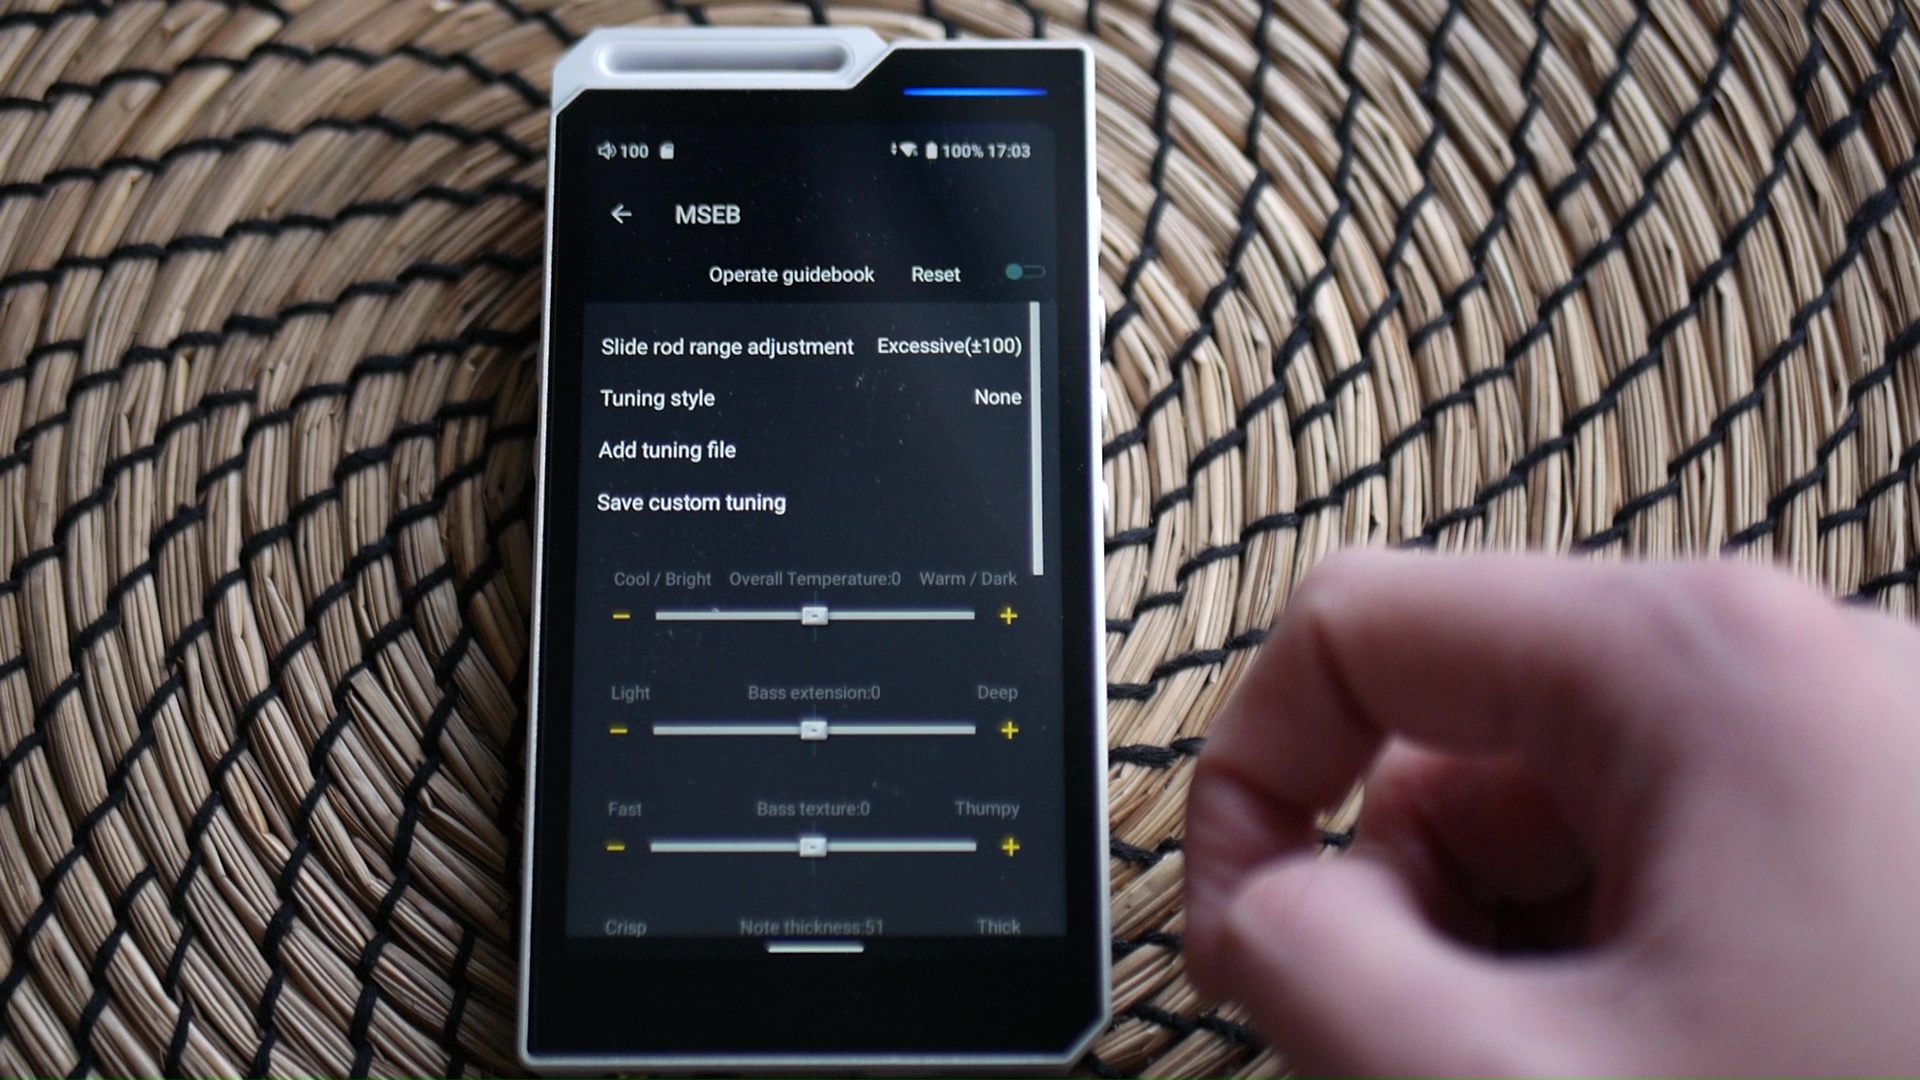 100 100% 17:03
MSEB
Operate guidebook Reset
Slide rod range adjustment Excessive(±100)
Tuning style None
Add tuning file
Save custom tuning
Cool / Bright Overall Temperature:0 Warm / Dark
Light Bass extension:0 Deep
Fast Bass texture:0 Thumpy
Crisp Note thickness:51 Thick